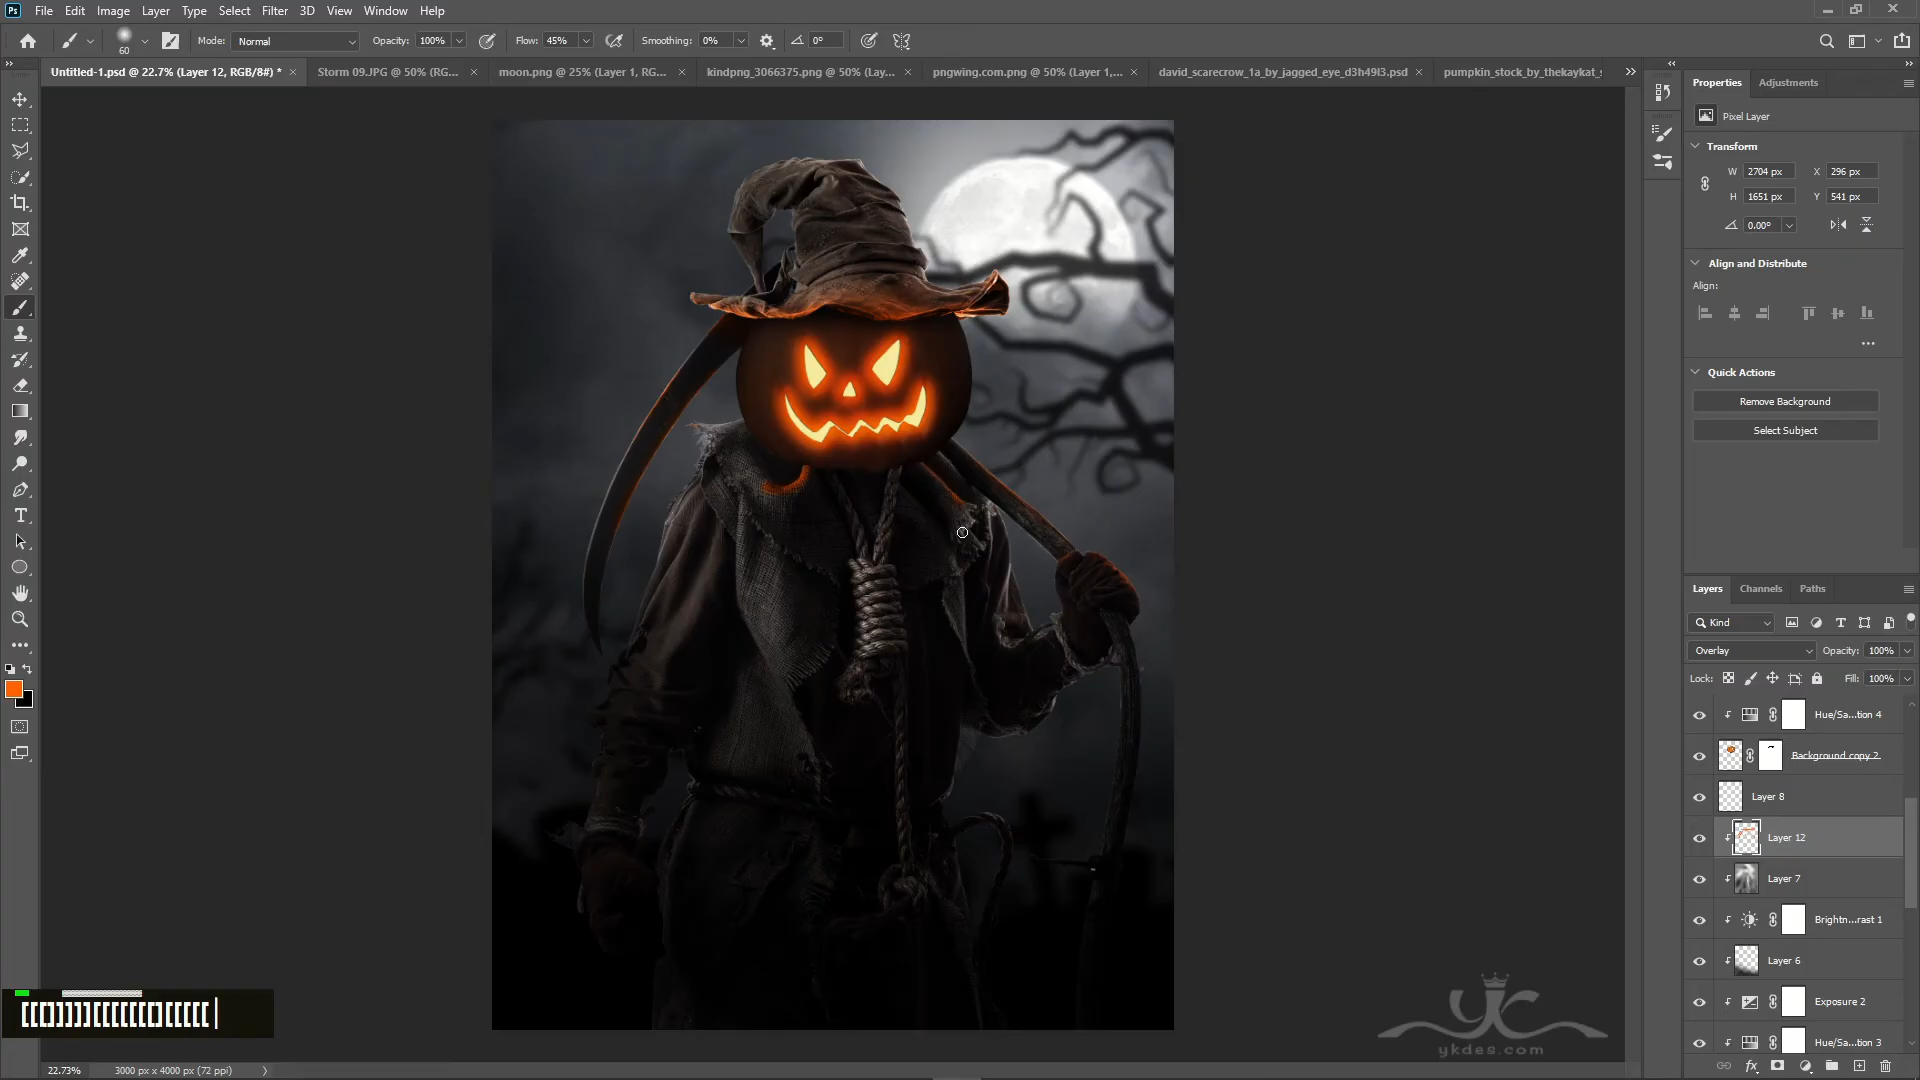 Ps File Edit Image Layer Type Select Filter 3D View Window Help
60 Mode: Normal Opacity: 100% Flow: 45% Smoothing: 0% 0°
Untitled-1.psd @ 22.7% (Layer 12, RGB/8#) * × Storm 09.JPG @ 50% (RG... × moon.png @ 25% (Layer 1, RG... × kindpng_3066375.png @ 50% (Lay... × pngwing.com.png @ 50% (Layer 1,... × david_scarecrow_1a_by_jagged_eye_d3h49l3.psd × pumpkin_stock_by_thekaykat_s
Properties Adjustments
Pixel Layer
Transform
W 2704 px X 296 px
H 1651 px Y 541 px
0.00°
Align and Distribute
Align:
Quick Actions
Remove Background
Select Subject
Layers Channels Paths
Kind
Overlay Opacity: 100%
Lock: Fill: 100%
Hue/Sa...tion 4
Background copy 2
Layer 8
Layer 12
Layer 7
Brightn...rast 1
Layer 6
Exposure 2
Hue/Sa...tion 3
yc
ykdes.com
22.73% 3000 px x 4000 px (72 ppi)